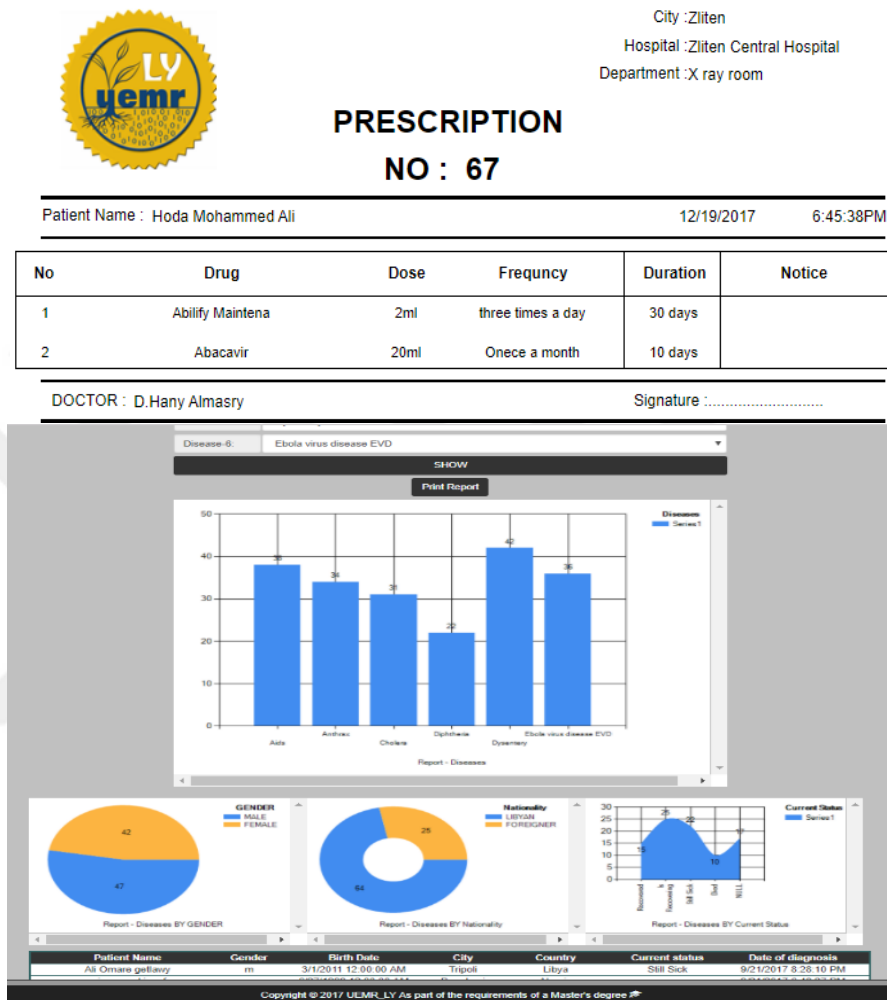 City :Zliten
Hospital :Zliten Central Hospital
Department :X ray room
LY
uemr
PRESCRIPTION
NO : 67
Patient Name : Hoda Mohammed Ali 12/19/2017 6:45:38PM
No Drug Dose Frequncy Duration Notice
1 Abilify Maintena 2ml three times a day 30 days
2 Abacavir 20ml Onece a month 10 days
DOCTOR : D.Hany Almasry Signature :............................
Disease-6: Ebola virus disease EVD
SHOW
Print Report
Diseases
Series1
50
40
30
20
10
0
38 34 31 22 42 36
Aids Anthrax Cholera Diphtheria Dysentery Ebola virus disease EVD
Report - Diseases
GENDER
MALE
FEMALE
42
47
Report - Diseases BY GENDER
Nationality
LIBYAN
FOREIGNER
25
64
Report - Diseases BY Nationality
Current Status
Series1
30
25
20
15
10
5
0
15 25 22 10 17
Recovered Is Recovering Still Sick Died NULL
Report - Diseases BY Current Status
Patient Name Gender Birth Date City Country Current status Date of diagnosis
Ali Omare getlawy m 3/1/2011 12:00:00 AM Tripoli Libya Still Sick 9/21/2017 8:28:10 PM
Copyright © 2017 UEMR_LY As part of the requirements of a Master's degree